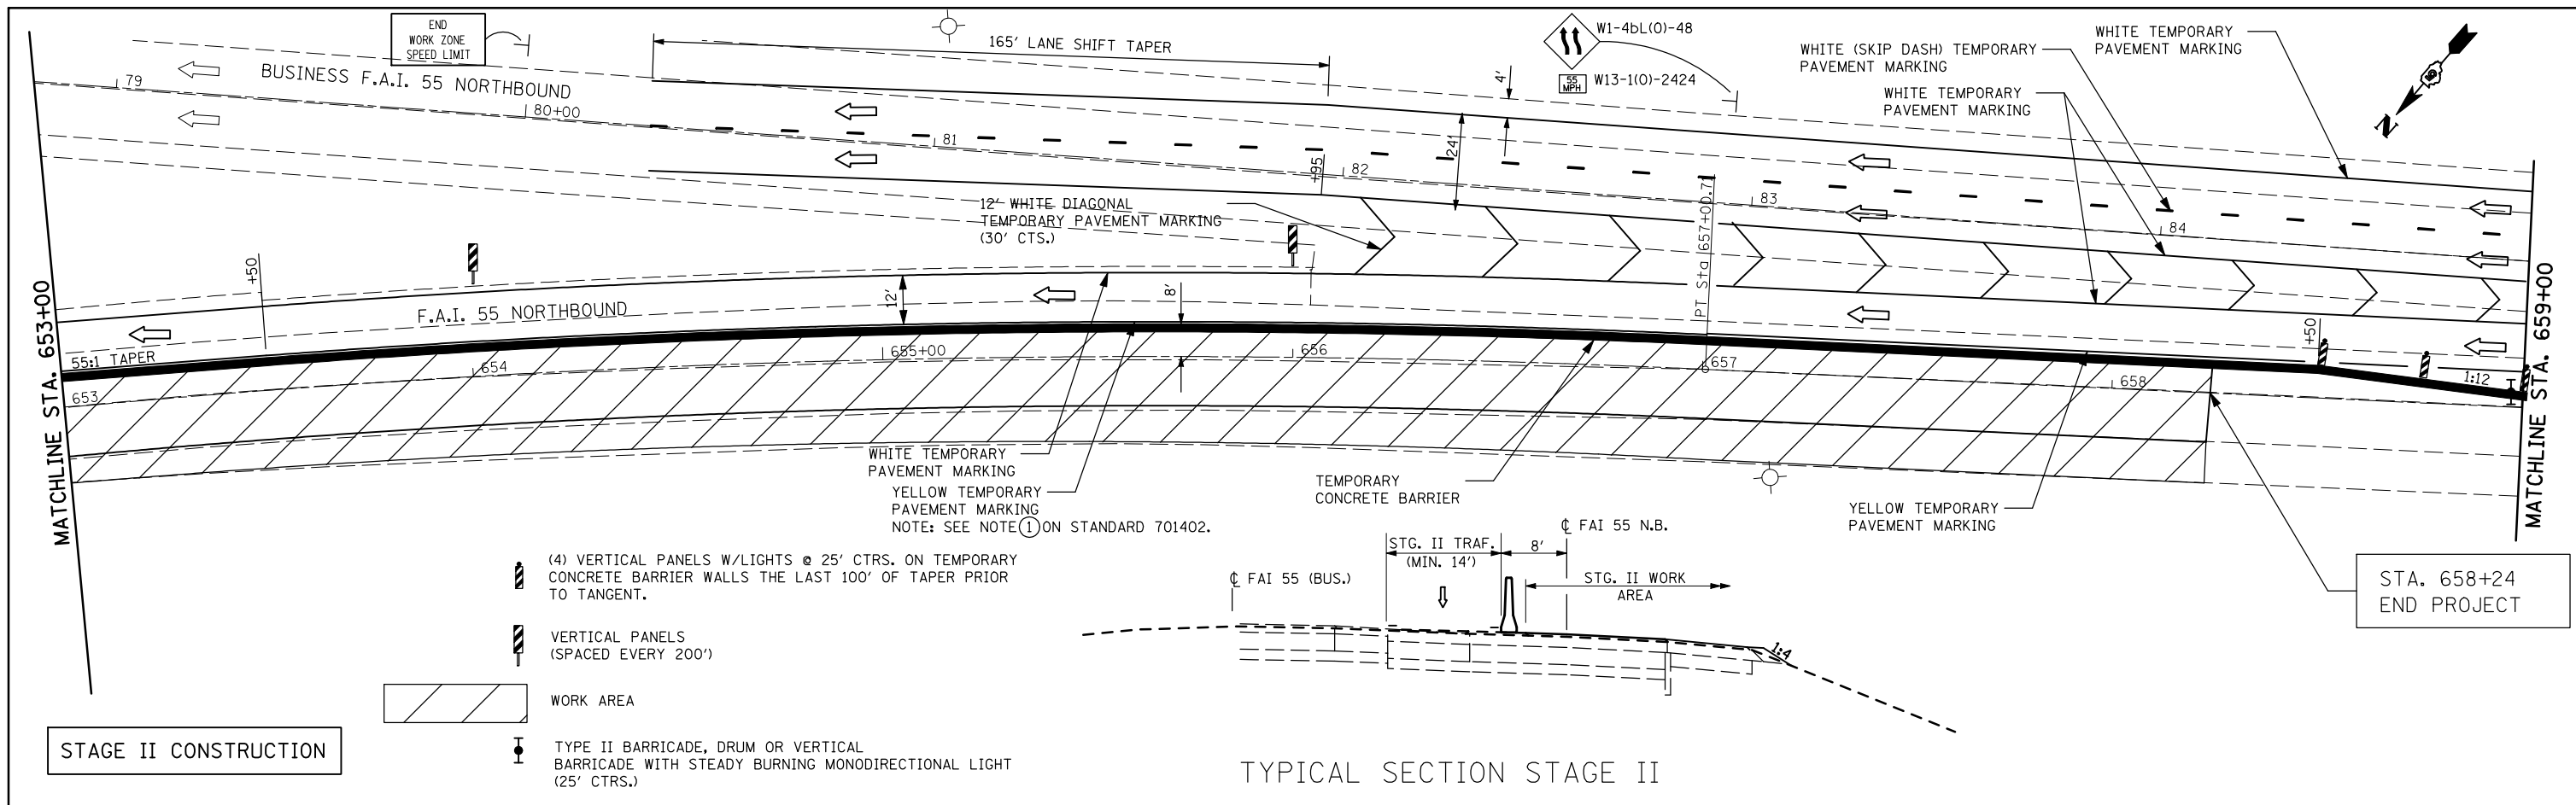 END
WORK ZONE
SPEED LIMIT
165' LANE SHIFT TAPER
W1-4bL(O)-48
55
MPH
W13-1(O)-2424
WHITE (SKIP DASH) TEMPORARY
PAVEMENT MARKING
WHITE TEMPORARY
PAVEMENT MARKING
WHITE TEMPORARY
PAVEMENT MARKING
N
BUSINESS F.A.I. 55 NORTHBOUND
79
80+00
81
82
83
84
+95
24'
4'
12' WHITE DIAGONAL
TEMPORARY PAVEMENT MARKING
(30' CTS.)
PT Sta 657+00.71
+50
F.A.I. 55 NORTHBOUND
12'
8'
+50
MATCHLINE STA. 653+00
MATCHLINE STA. 659+00
55:1 TAPER
1:12
653
654
655+00
656
657
658
WHITE TEMPORARY
PAVEMENT MARKING
YELLOW TEMPORARY
PAVEMENT MARKING
NOTE: SEE NOTE 1 ON STANDARD 701402.
TEMPORARY
CONCRETE BARRIER
YELLOW TEMPORARY
PAVEMENT MARKING
STA. 658+24
END PROJECT
(4) VERTICAL PANELS W/LIGHTS @ 25' CTRS. ON TEMPORARY
CONCRETE BARRIER WALLS THE LAST 100' OF TAPER PRIOR
TO TANGENT.
VERTICAL PANELS
(SPACED EVERY 200')
WORK AREA
TYPE II BARRICADE, DRUM OR VERTICAL
BARRICADE WITH STEADY BURNING MONODIRECTIONAL LIGHT
(25' CTRS.)
STAGE II CONSTRUCTION
℄ FAI 55 (BUS.)
STG. II TRAF.
(MIN. 14')
8'
℄ FAI 55 N.B.
STG. II WORK
AREA
1:4
TYPICAL SECTION STAGE II